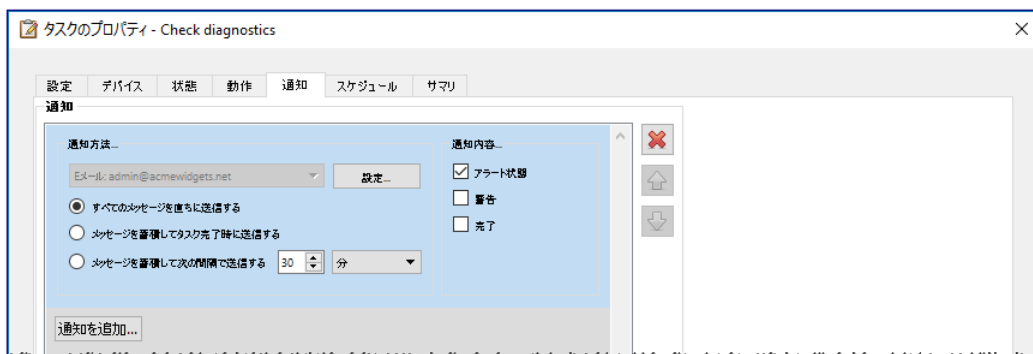 タスクのプロパティ - Check diagnostics
設定 デバイス 状態 動作 通知 スケジュール サマリ
通知
通知方法...
Eメール: admin@acmewidgets.net
設定...
すべてのメッセージを直ちに送信する
メッセージを蓄積してタスク完了時に送信する
メッセージを蓄積して次の間隔で送信する 30 分
通知内容...
アラート状態
警告
完了
通知を追加...